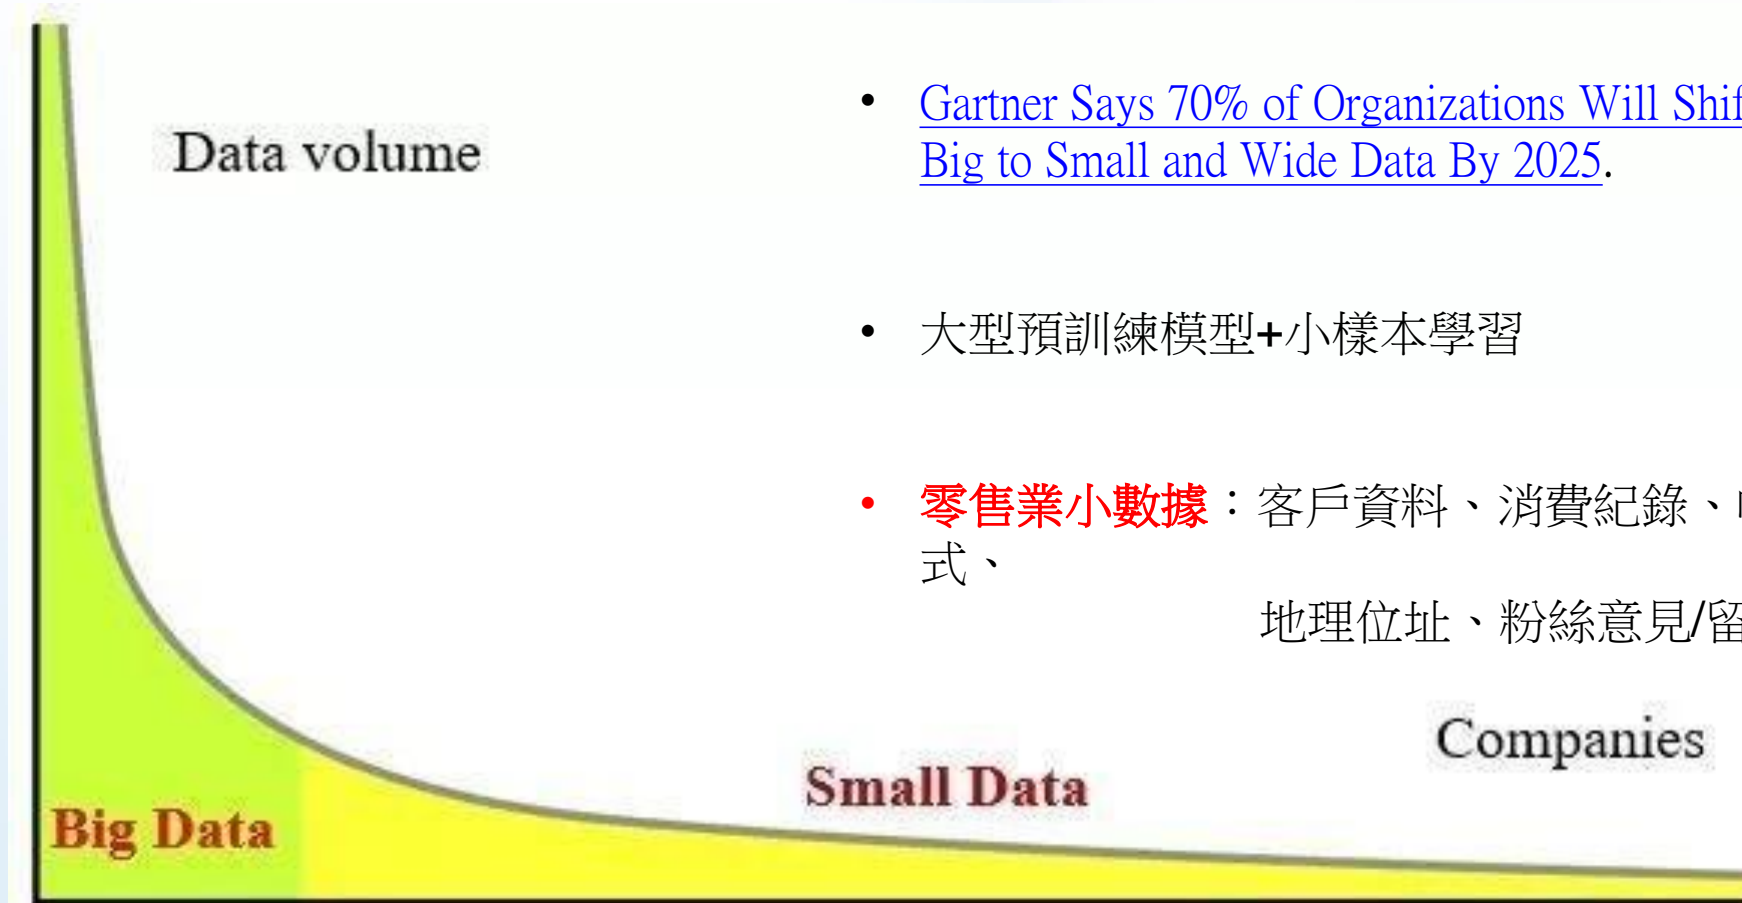 Data volume
• Gartner Says 70% of Organizations Will
Big to Small and Wide Data By 2025.
• 大型預訓練模型+小樣本學習
• 零售業小數據：客戶資料、消費紀錄、
式、
地理位址、粉絲意見/留
Companies
Small Data
Big Data